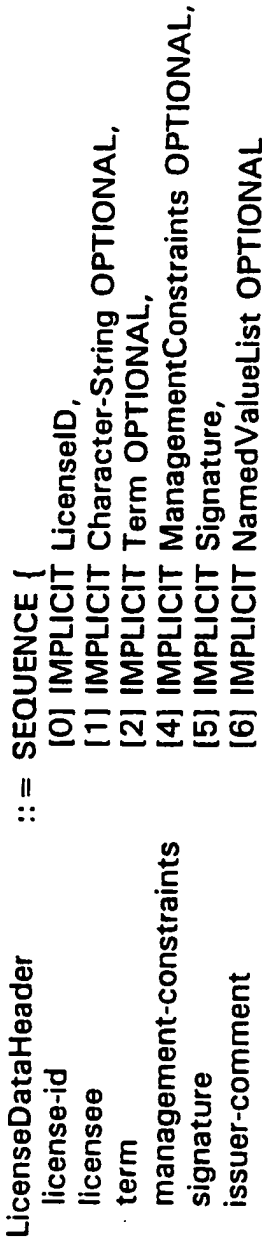 LicenseDataHeader ::= SEQUENCE {
license-id [0] IMPLICIT LicenseID,
licensee [1] IMPLICIT Character-String OPTIONAL,
term [2] IMPLICIT Term OPTIONAL,
management-constraints [4] IMPLICIT ManagementConstraints OPTIONAL,
signature [5] IMPLICIT Signature,
issuer-comment [6] IMPLICIT NamedValueList OPTIONAL